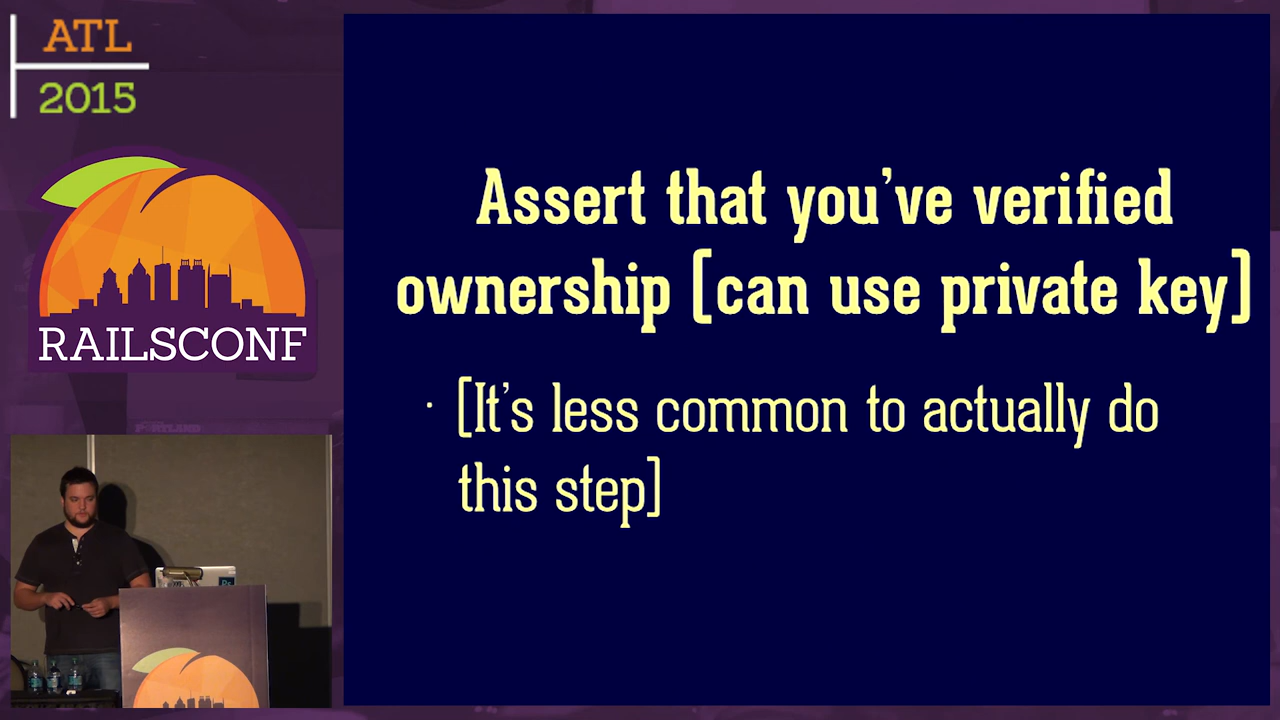 ATL
2015
RAILSCONF
Assert that you've verified
ownership [can use private key]
· [It's less common to actually do
this step]